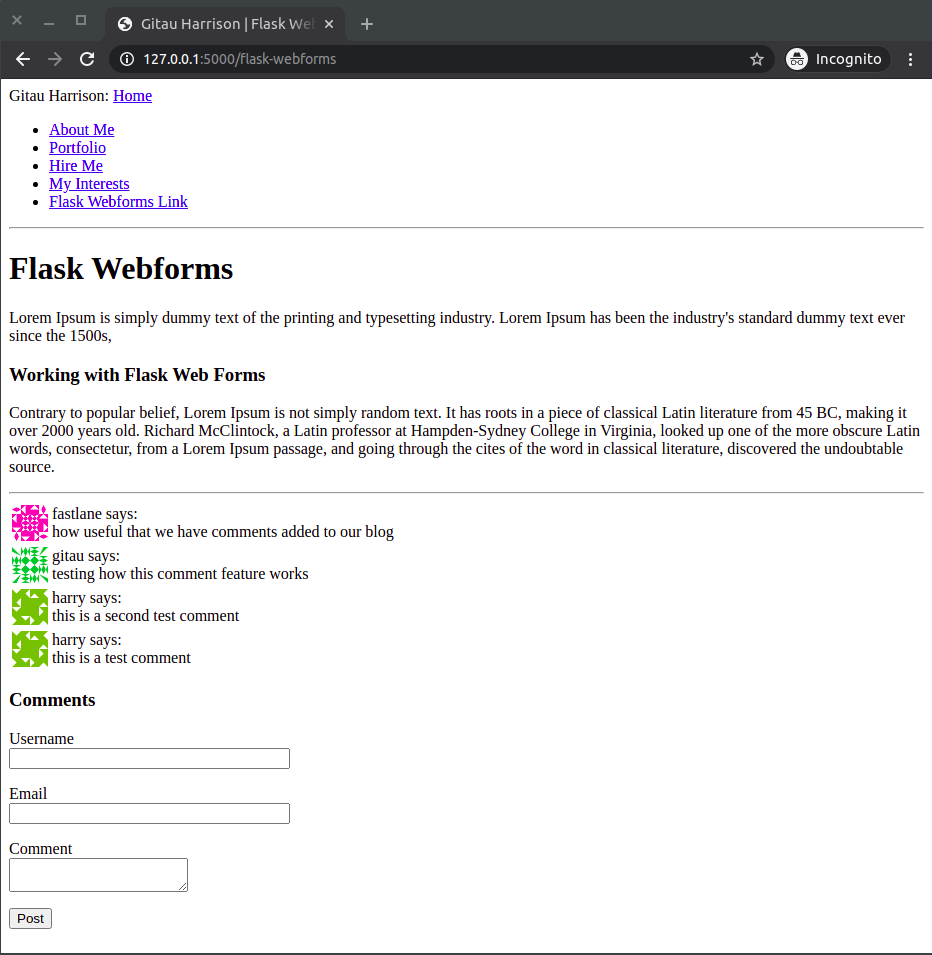 Gitau Harrison | Flask Web
127.0.0.1:5000/flask-webforms
Incognito
Gitau Harrison: Home
About Me
Portfolio
Hire Me
My Interests
Flask Webforms Link
Flask Webforms
Lorem Ipsum is simply dummy text of the printing and typesetting industry. Lorem Ipsum has been the industry's standard dummy text ever
since the 1500s,
Working with Flask Web Forms
Contrary to popular belief, Lorem Ipsum is not simply random text. It has roots in a piece of classical Latin literature from 45 BC, making it
over 2000 years old. Richard McClintock, a Latin professor at Hampden-Sydney College in Virginia, looked up one of the more obscure Latin
words, consectetur, from a Lorem Ipsum passage, and going through the cites of the word in classical literature, discovered the undoubtable
source.
fastlane says:
how useful that we have comments added to our blog
gitau says:
testing how this comment feature works
harry says:
this is a second test comment
harry says:
this is a test comment
Comments
Username
Email
Comment
Post